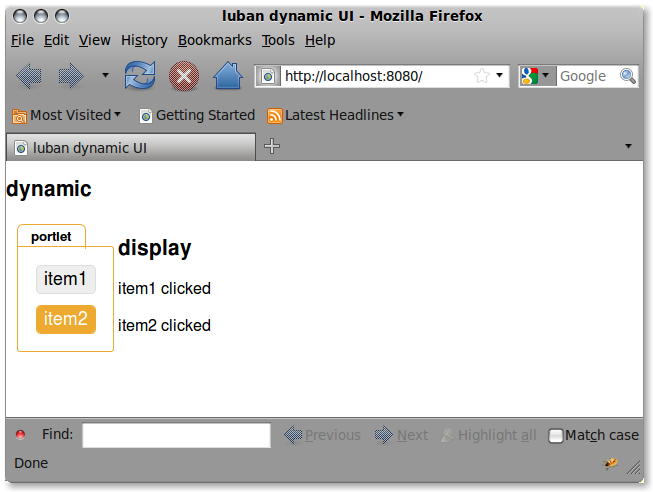 luban dynamic UI - Mozilla Firefox
File Edit View History Bookmarks Tools Help
http://localhost:8080/ Google
Most Visited Getting Started Latest Headlines
luban dynamic UI
dynamic
portlet
display
item1
item1 clicked
item2
item2 clicked
Find: Previous Next Highlight all Match case
Done